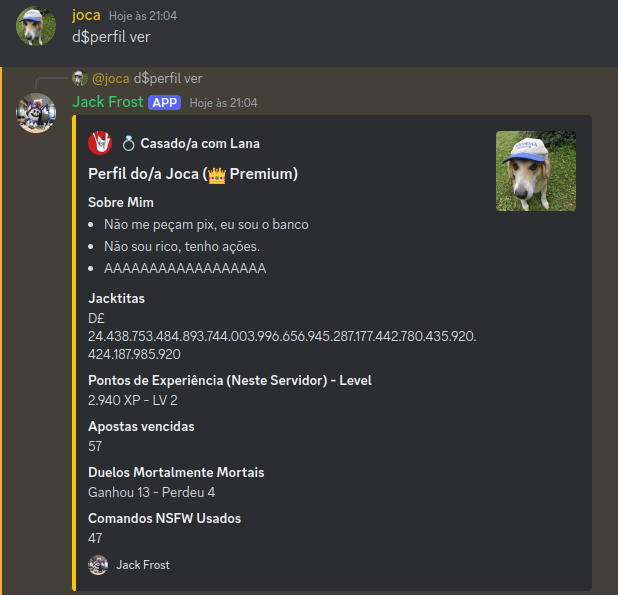 joca Hoje às 21:04
d$perfil ver
@joca d$perfil ver
Jack Frost APP Hoje às 21:04
Casado/a com Lana
Perfil do/a Joca (👑 Premium)
Sobre Mim
• Não me peçam pix, eu sou o banco
• Não sou rico, tenho ações.
• AAAAAAAAAAAAAAAAAA
Jacktitas
D£
24.438.753.484.893.744.003.996.656.945.287.177.442.780.435.920.
424.187.985.920
Pontos de Experiência (Neste Servidor) - Level
2.940 XP - LV 2
Apostas vencidas
57
Duelos Mortalmente Mortais
Ganhou 13 - Perdeu 4
Comandos NSFW Usados
47
Jack Frost